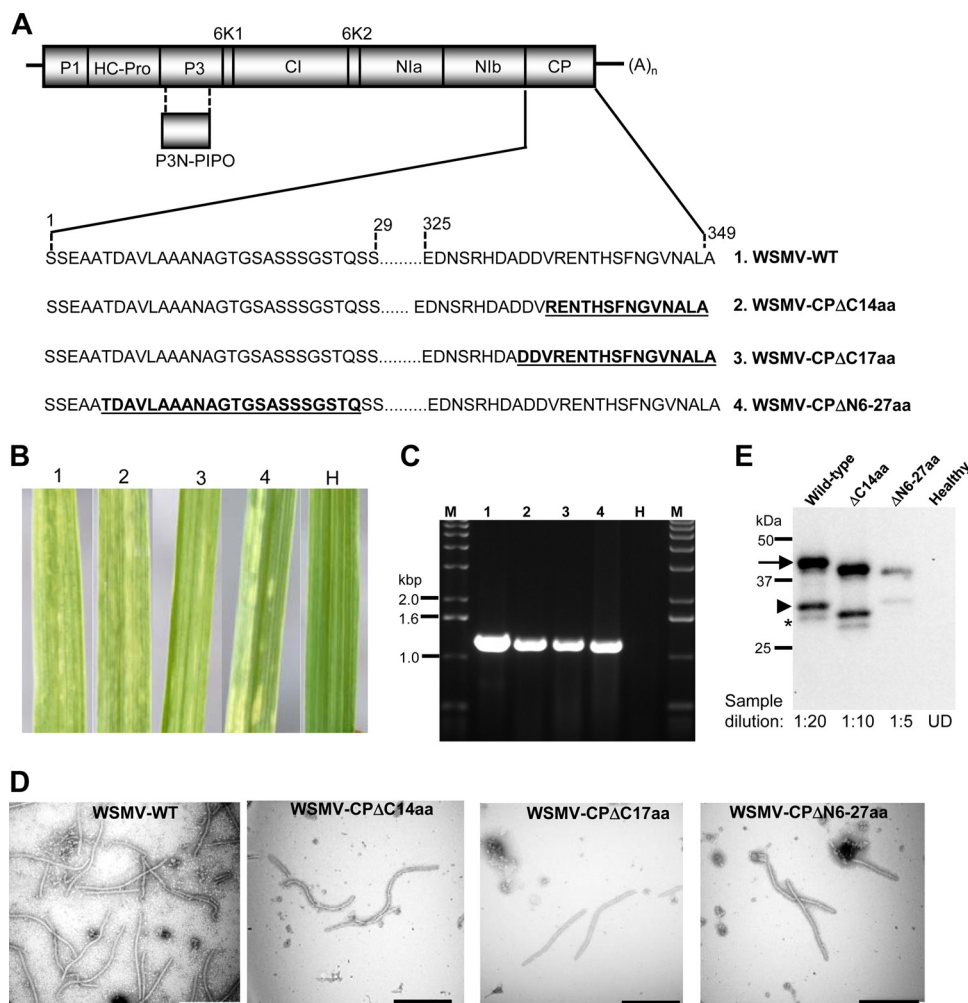 A
6K1 6K2
P1 HC-Pro P3 CI NIa NIb CP (A)n
P3N-PIPO
1 29 325 349
SSEAATDAVLAAANAGTGSASSSGSTQSS.........EDNSRHDADDVRENTHSFNGVNALA 1. WSMV-WT
SSEAATDAVLAAANAGTGSASSSGSTQSS...... EDNSRHDADDVRENTHSFNGVNALA 2. WSMV-CPΔC14aa
SSEAATDAVLAAANAGTGSASSSGSTQSS.........EDNSRHDADDVRENTHSFNGVNALA 3. WSMV-CPΔC17aa
SSEAATDAVLAAANAGTGSASSSGSTQSS.........EDNSRHDADDVRENTHSFNGVNALA 4. WSMV-CPΔN6-27aa
B
1 2 3 4 H
C
M 1 2 3 4 H M
kbp
2.0
1.6
1.0
E
Wild-type ΔC14aa ΔN6-27aa Healthy
kDa
50
37
*
25
Sample
dilution: 1:20 1:10 1:5 UD
D
WSMV-WT WSMV-CPΔC14aa WSMV-CPΔC17aa WSMV-CPΔN6-27aa